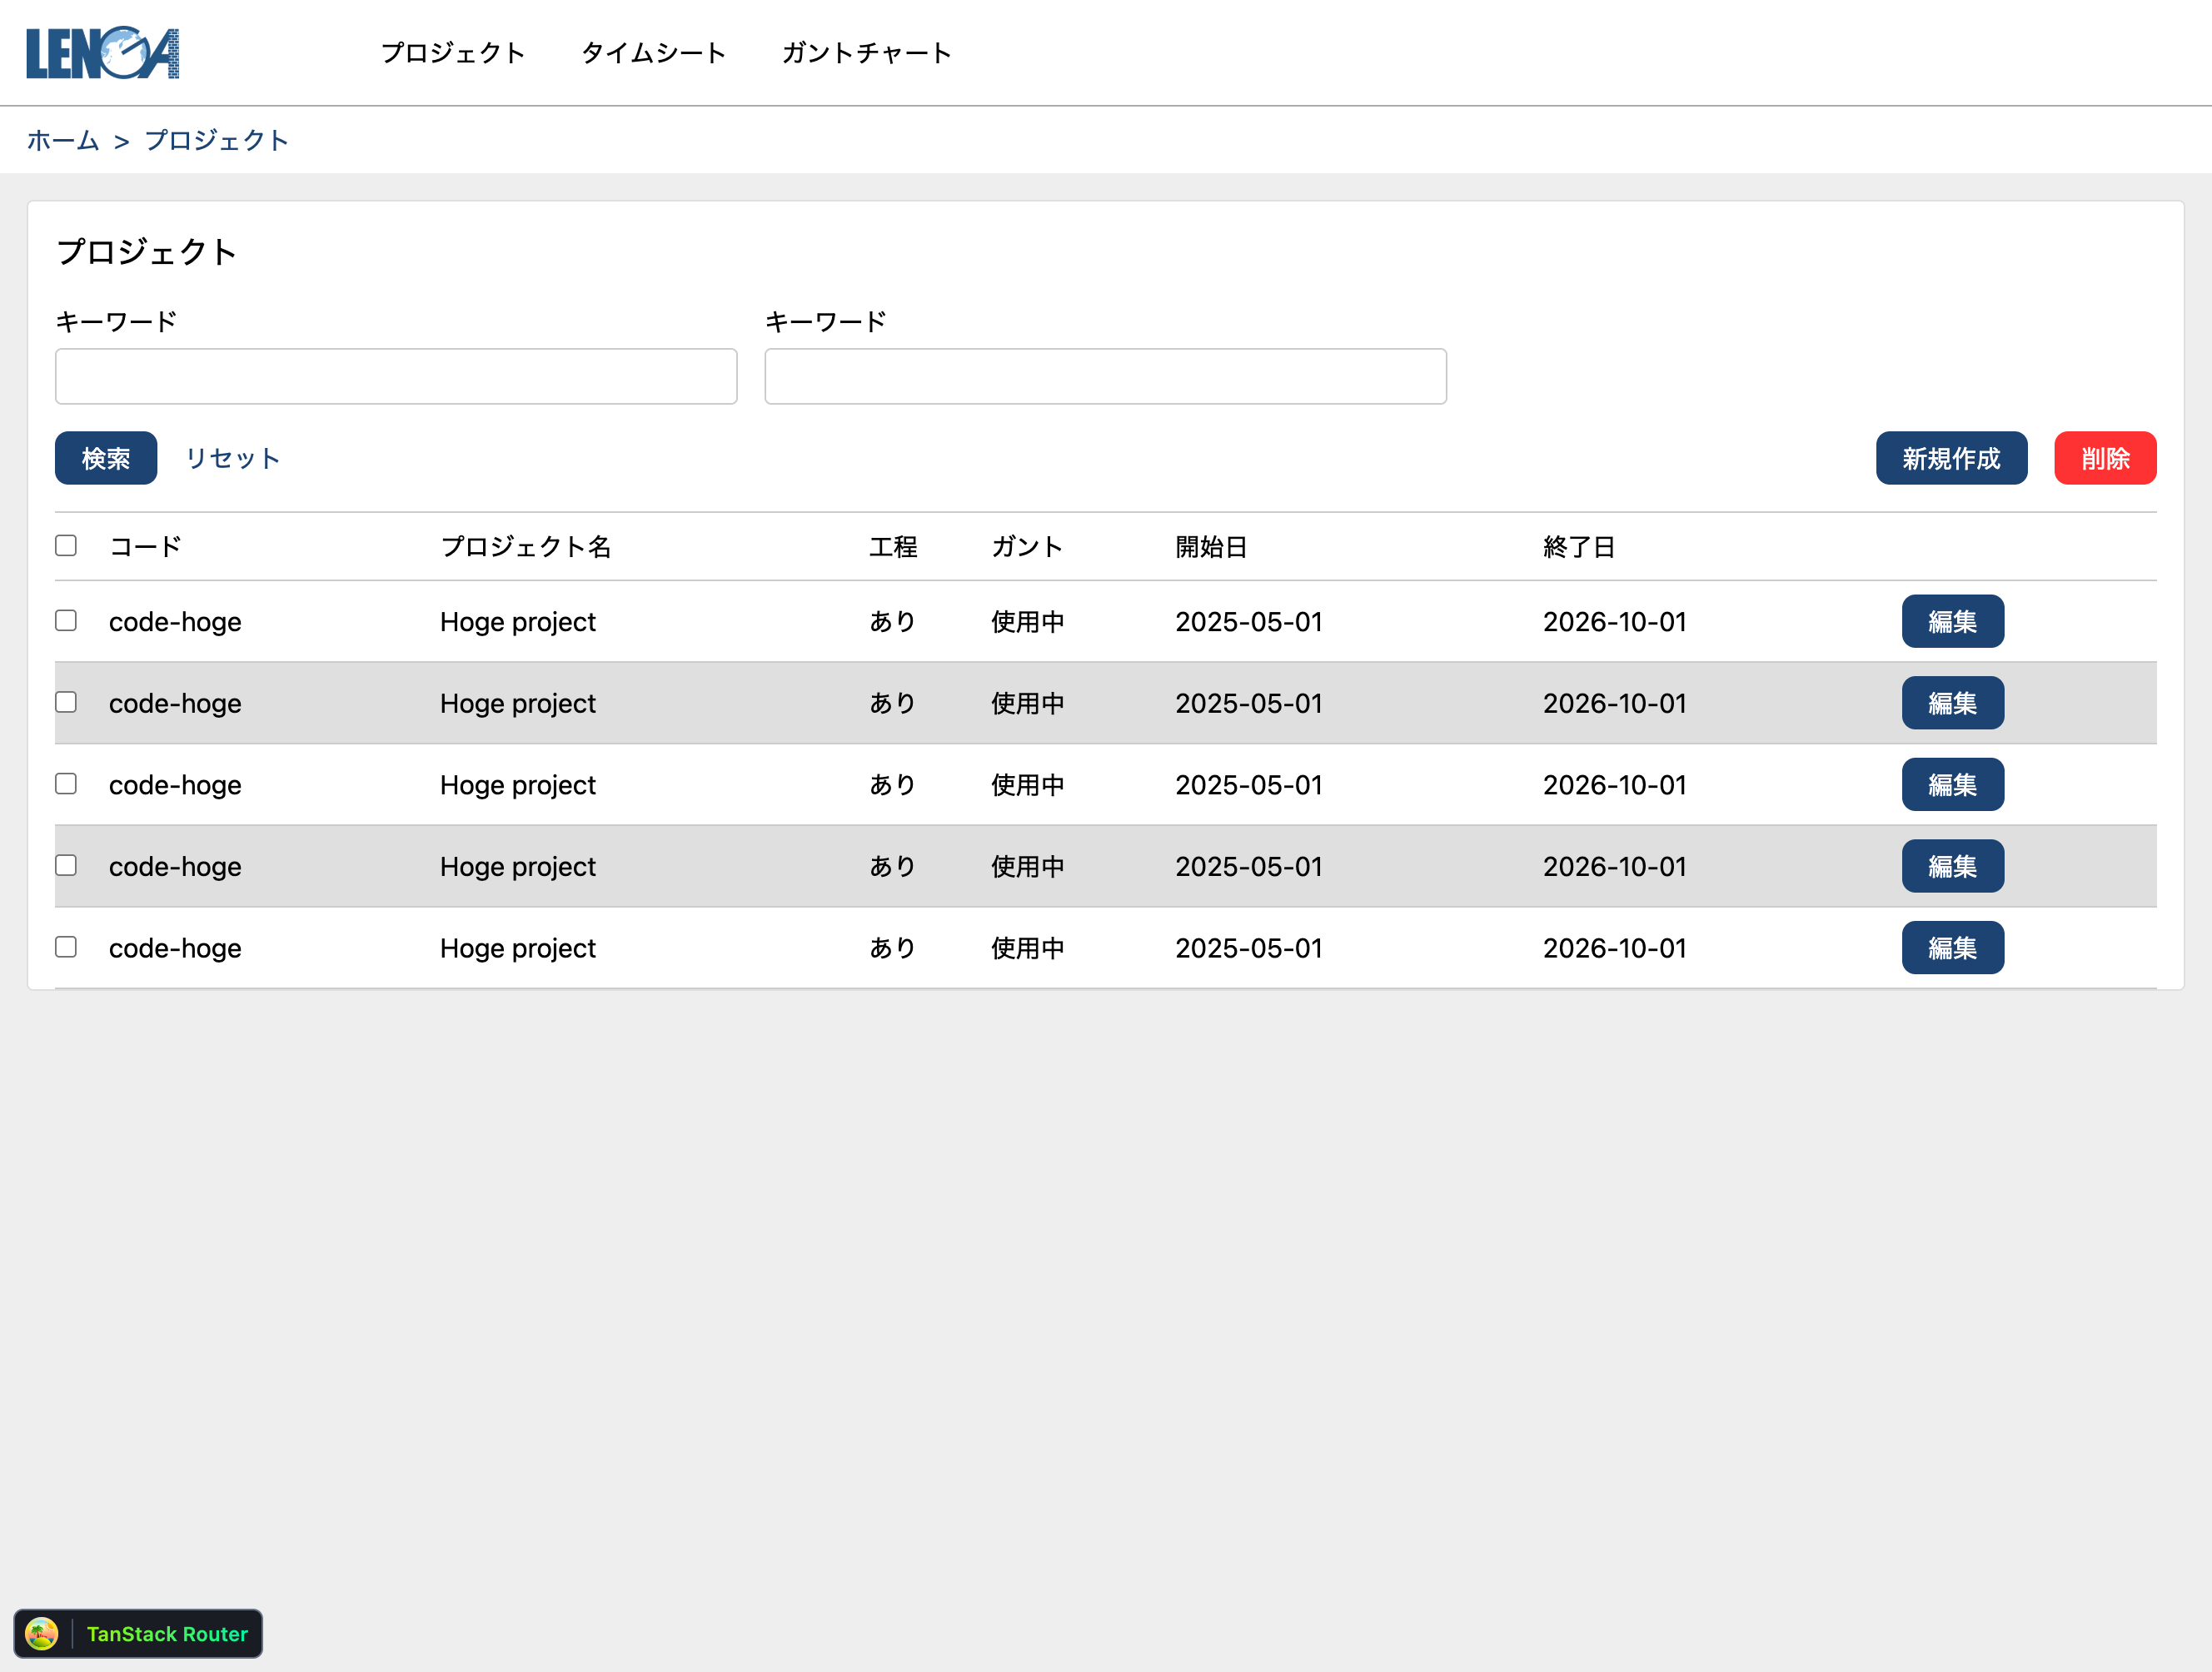 LENGA
プロジェクト タイムシート ガントチャート
ホーム > プロジェクト
プロジェクト
キーワード キーワード
検索 リセット 新規作成 削除
コード プロジェクト名 工程 ガント 開始日 終了日
code-hoge Hoge project あり 使用中 2025-05-01 2026-10-01 編集
code-hoge Hoge project あり 使用中 2025-05-01 2026-10-01 編集
code-hoge Hoge project あり 使用中 2025-05-01 2026-10-01 編集
code-hoge Hoge project あり 使用中 2025-05-01 2026-10-01 編集
code-hoge Hoge project あり 使用中 2025-05-01 2026-10-01 編集
TanStack Router